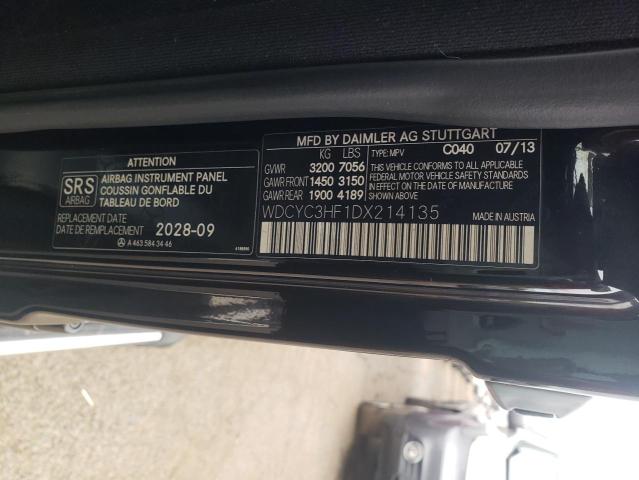 ATTENTION
SRS
AIRBAG
AIRBAG INSTRUMENT PANEL
COUSSIN GONFLABLE DU
TABLEAU DE BORD
REPLACEMENT DATE
DATE DE REMPLACEMENT 2028-09
A 463 584 34 46
MFD BY DAIMLER AG STUTTGART
KG LBS
GVWR 3200 7056
GAWR FRONT 1450 3150
GAWR REAR 1900 4189
TYPE: MPV C040 07/13
THIS VEHICLE CONFORMS TO ALL APPLICABLE
FEDERAL MOTOR VEHICLE SAFETY STANDARDS
IN EFFECT ON THE DATE OF MANUFACTURE
SHOWN ABOVE.
WDCYC3HF1DX214135
MADE IN AUSTRIA